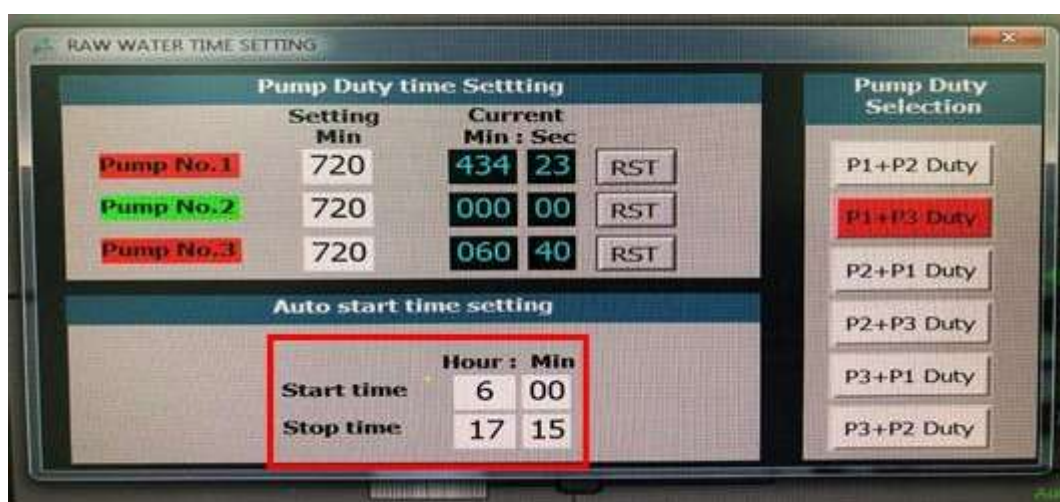 RAW WATER TIME SETTING
Pump Duty time Settting
Setting Current
Min Min : Sec
Pump No.1 720 434 23 RST
Pump No.2 720 000 00 RST
Pump No.3 720 060 40 RST
Auto start time setting
Hour : Min
Start time 6 00
Stop time 17 15
Pump Duty
Selection
P1+P2 Duty
P1+P3 Duty
P2+P1 Duty
P2+P3 Duty
P3+P1 Duty
P3+P2 Duty